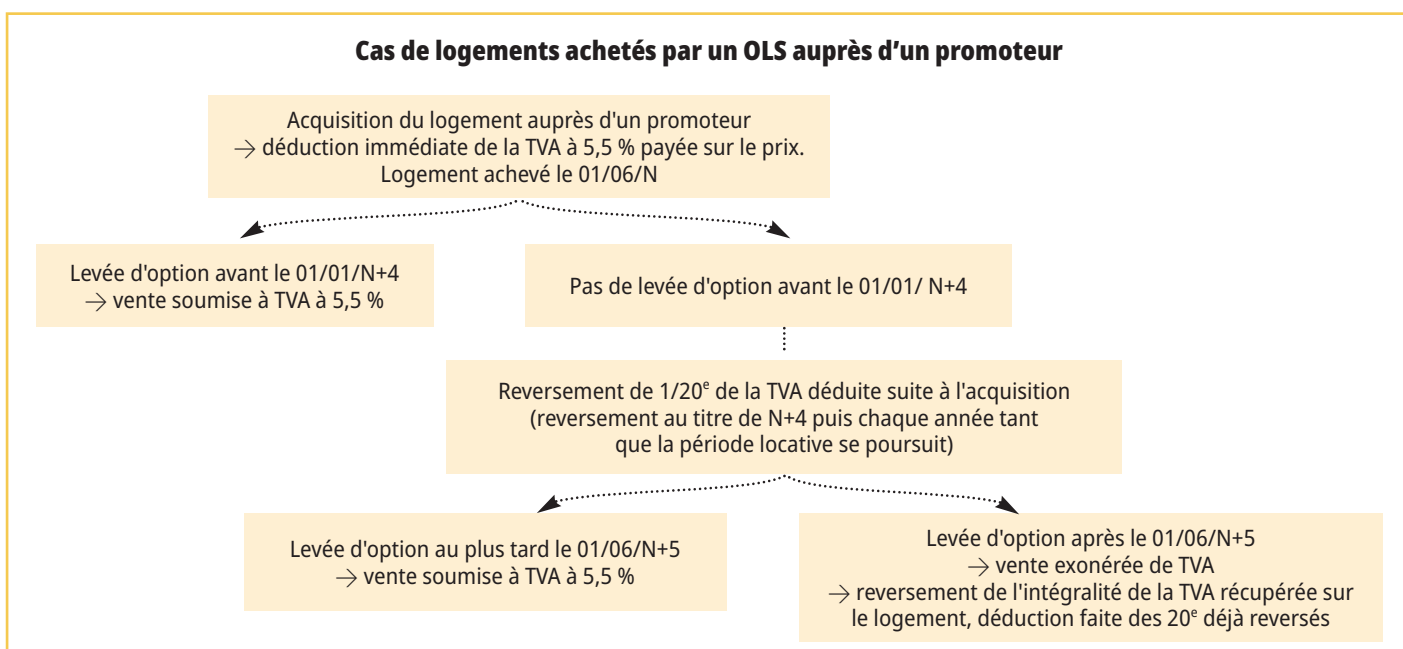 Cas de logements achetés par un OLS auprès d’un promoteur
Acquisition du logement auprès d'un promoteur
→ déduction immédiate de la TVA à 5,5 % payée sur le prix.
Logement achevé le 01/06/N
Levée d'option avant le 01/01/N+4
→ vente soumise à TVA à 5,5 %
Pas de levée d'option avant le 01/01/ N+4
Reversement de 1/20ᵉ de la TVA déduite suite à l'acquisition
(reversement au titre de N+4 puis chaque année tant
que la période locative se poursuit)
Levée d'option au plus tard le 01/06/N+5
→ vente soumise à TVA à 5,5 %
Levée d'option après le 01/06/N+5
→ vente exonérée de TVA
→ reversement de l'intégralité de la TVA récupérée sur
le logement, déduction faite des 20ᵉ déjà reversés